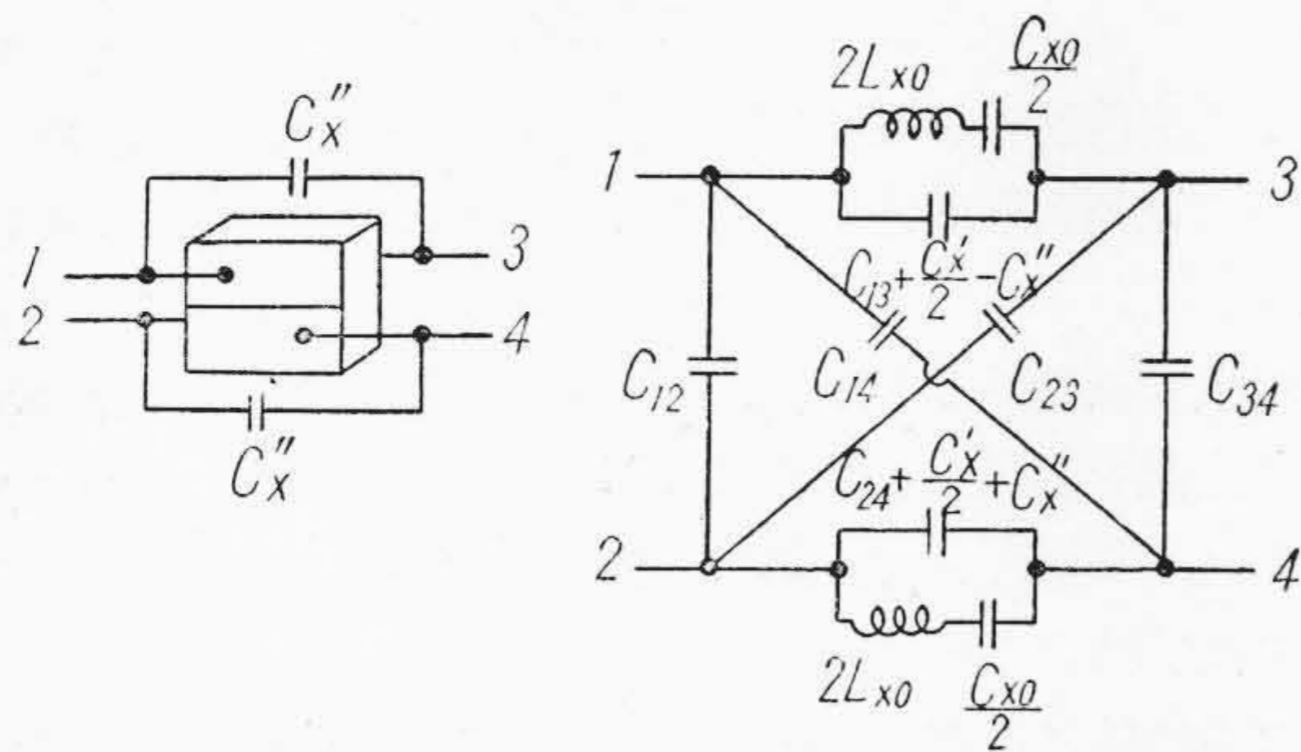 C″x
1
2
3
4
C″x
2Lx0 Cx0/2
1
3
C13 + C′x/2 - C″x
C12
C14
C23
C34
C24 + C′x/2 + C″x
2
4
2Lx0 Cx0/2